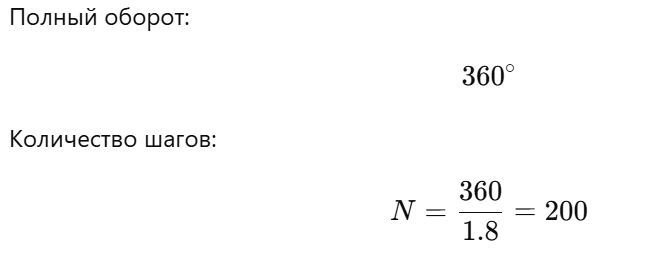 Полный оборот:
360°
Количество шагов:
N = 360/1.8 = 200